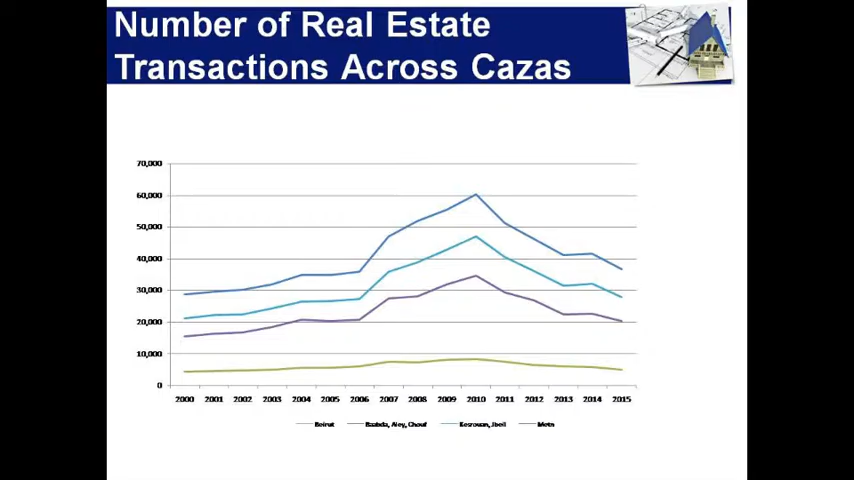 Number of Real Estate
Transactions Across Cazas
70,000
60,000
50,000
40,000
30,000
20,000
10,000
0
2000 2001 2002 2003 2004 2005 2006 2007 2008 2009 2010 2011 2012 2013 2014 2015
Beirut Baabda, Aley, Chouf Kesrouan, Jbeil Metn